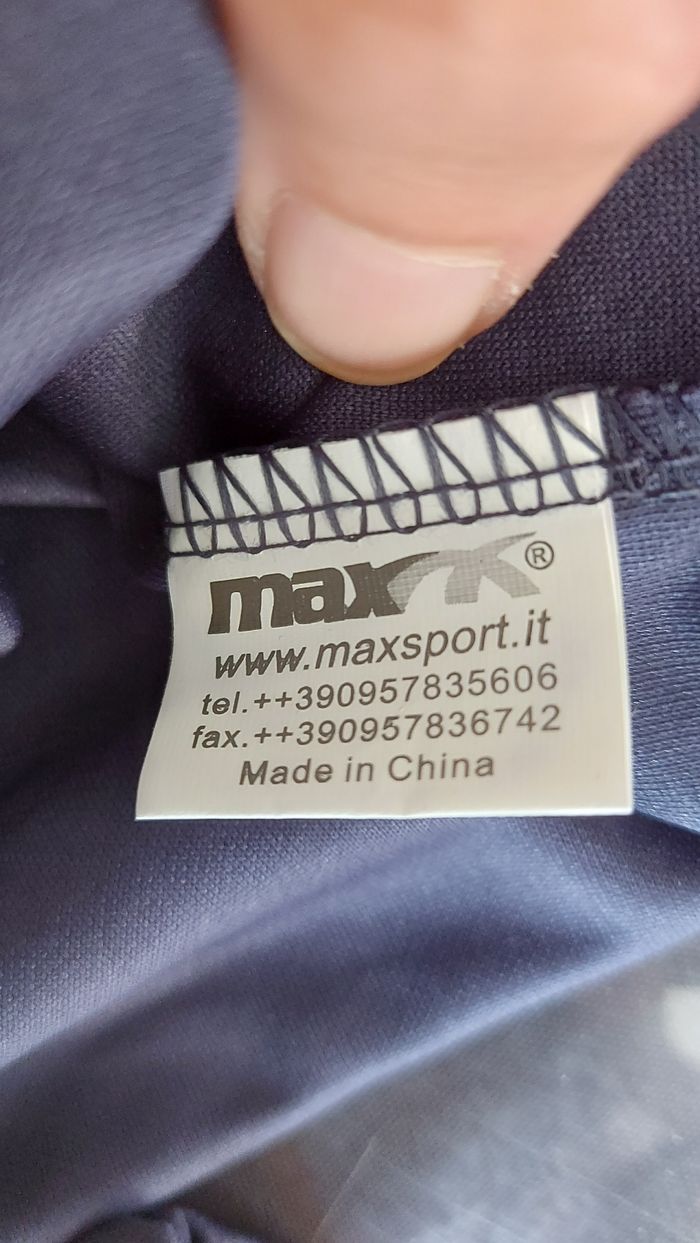 max ®
www.maxsport.it
tel.++390957835606
fax.++390957836742
Made in China